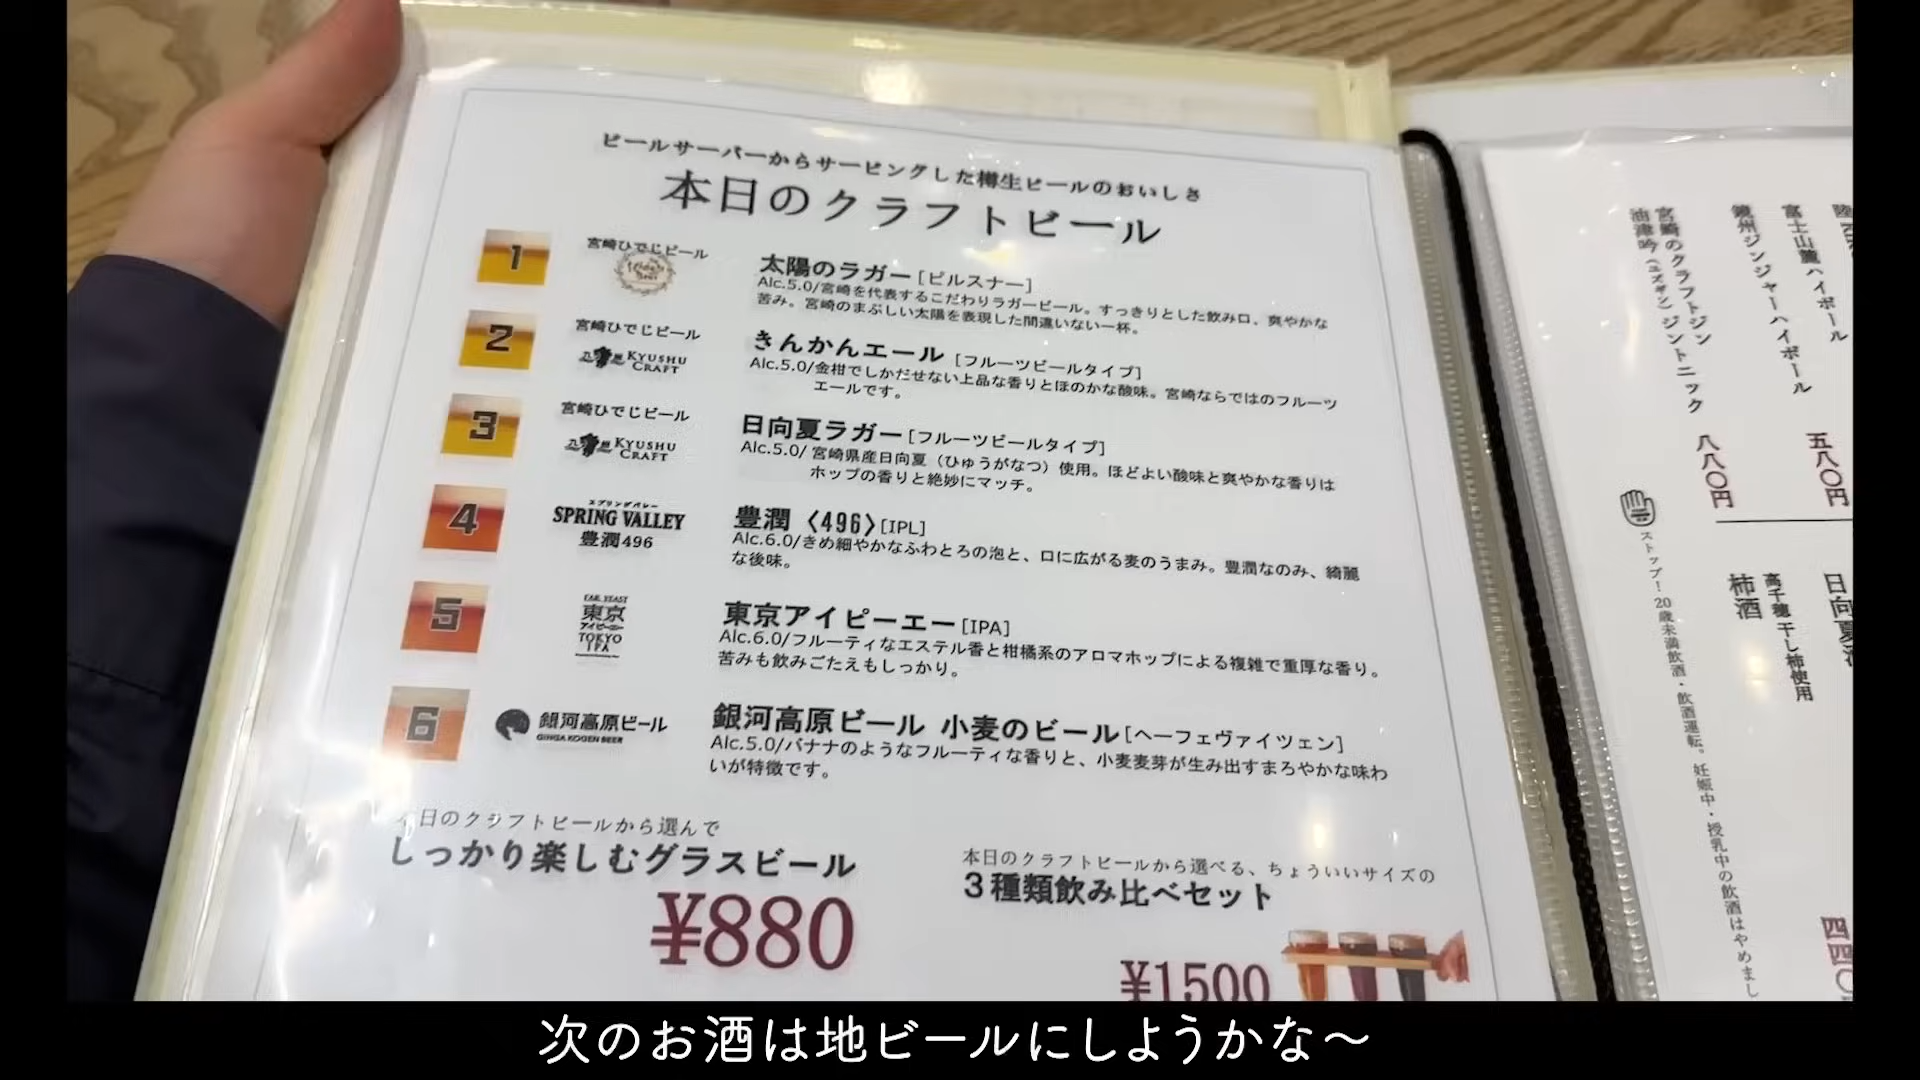 ビールサーバーからサービングした樽生ビールのおいしさ
本日のクラフトビール
1
宮崎ひでじビール
太陽のラガー[ピルスナー]
Alc.5.0/宮崎を代表するこだわりラガービール。すっきりとした飲み口、爽やかな
苦み。宮崎のまぶしい太陽を表現した間違いない一杯。
2
宮崎ひでじビール
KYUSHU
CRAFT
きんかんエール [フルーツビールタイプ]
Alc.5.0/金柑でしかだせない上品な香りとほのかな酸味。宮崎ならではのフルーツ
エールです。
3
宮崎ひでじビール
KYUSHU
CRAFT
日向夏ラガー[フルーツビールタイプ]
Alc.5.0/ 宮崎県産日向夏（ひゅうがなつ）使用。ほどよい酸味と爽やかな香りは
ホップの香りと絶妙にマッチ。
4
スプリングバレー
SPRING VALLEY
豊潤496
豊潤〈496〉[IPL]
Alc.6.0/きめ細やかなふわとろの泡と、口に広がる麦のうまみ。豊潤なのみ、綺麗
な後味。
5
FAR YEAST
東京
アイピーエー
TOKYO
IPA
東京アイピーエー[IPA]
Alc.6.0/フルーティなエステル香と柑橘系のアロマホップによる複雑で重厚な香り。
苦みも飲みごたえもしっかり。
6
銀河高原ビール
GINGA KOGEN BEER
銀河高原ビール 小麦のビール[ヘーフェヴァイツェン]
Alc.5.0/バナナのようなフルーティな香りと、小麦麦芽が生み出すまろやかな味わ
いが特徴です。
本日のクラフトビールから選んで
しっかり楽しむグラスビール
¥880
本日のクラフトビールから選べる、ちょういいサイズの
3種類飲み比べセット
¥1500
富士山麓ハイボール
五八〇円
鏡州ジンジャーハイボール
宮崎のクラフトジン
油津吟（ユズギン）ジントニック
八八〇円
高千穂 干し柿使用
柿酒
ストップ！20歳未満飲酒・飲酒運転。妊娠中・授乳中の飲酒はやめまし
次のお酒は地ビールにしようかな～